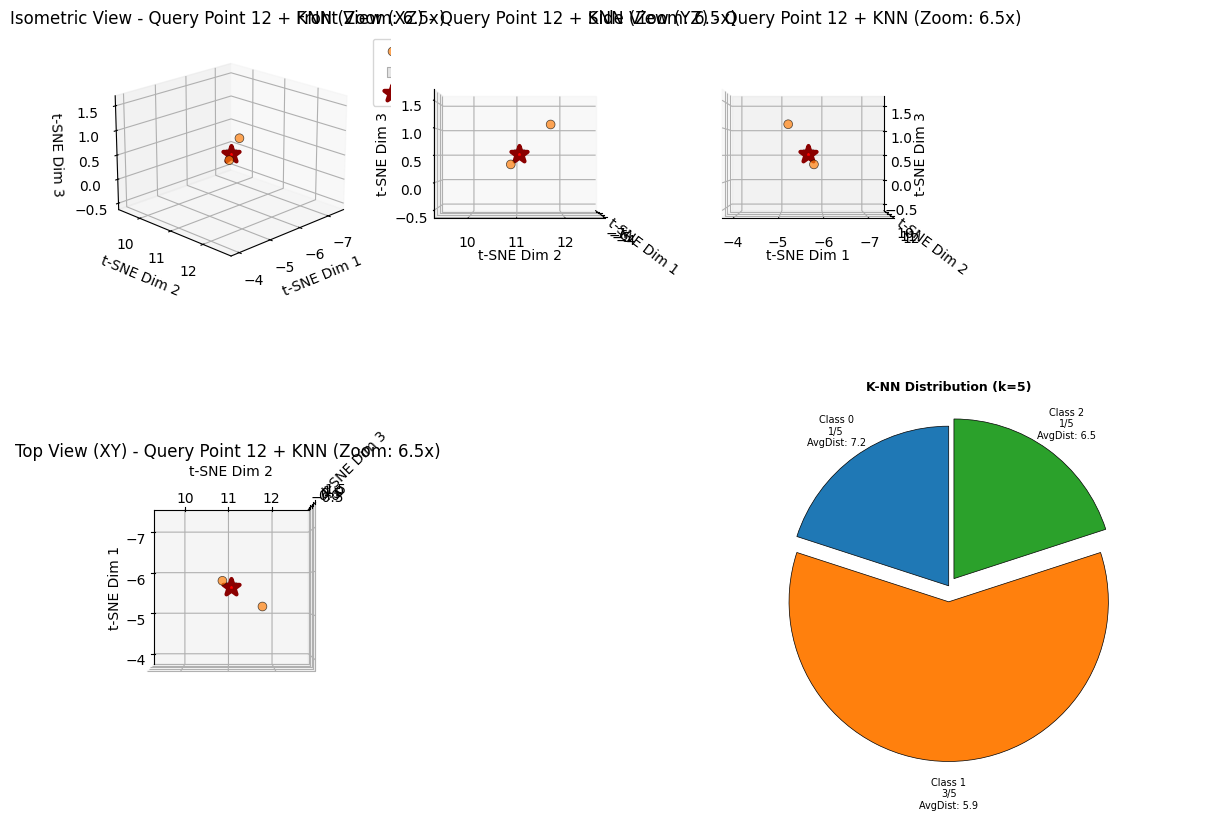 Isometric View - Query Point 12 + KNN (Zoom: 6.5x)
Front View (XZ) - Query Point 12 + KNN (Zoom: 6.5x)
Side View (YZ) - Query Point 12 + KNN (Zoom: 6.5x)
1.5
1.0
0.5
0.0
−0.5
t-SNE Dim 3
10
11
12
t-SNE Dim 2
−4
−5
−6
−7
t-SNE Dim 1
t-SNE Dim 3
1.5
1.0
0.5
0.0
−0.5
10
11
12
t-SNE Dim 2
t-SNE Dim 1
1.5
1.0
0.5
0.0
−0.5
t-SNE Dim 3
−4
−5
−6
−7
t-SNE Dim 1
t-SNE Dim 2
Top View (XY) - Query Point 12 + KNN (Zoom: 6.5x)
t-SNE Dim 2
10
11
12
t-SNE Dim 3
t-SNE Dim 1
−7
−6
−5
−4
K-NN Distribution (k=5)
Class 0
1/5
AvgDist: 7.2
Class 2
1/5
AvgDist: 6.5
Class 1
3/5
AvgDist: 5.9